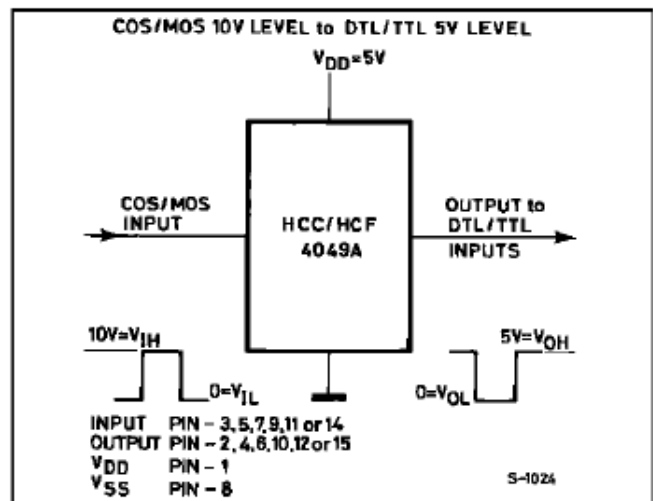 COS/MOS 10V LEVEL to DTL/TTL 5V LEVEL
VDD=5V
COS/MOS
INPUT
HCC/HCF
4049A
OUTPUT to
DTL/TTL
INPUTS
10V=VIH
0=VIL
5V=VOH
0=VOL
INPUT PIN - 3,5,7,9,11 or 14
OUTPUT PIN - 2,4,6,10,12 or 15
VDD PIN - 1
VSS PIN - 8
S-1024